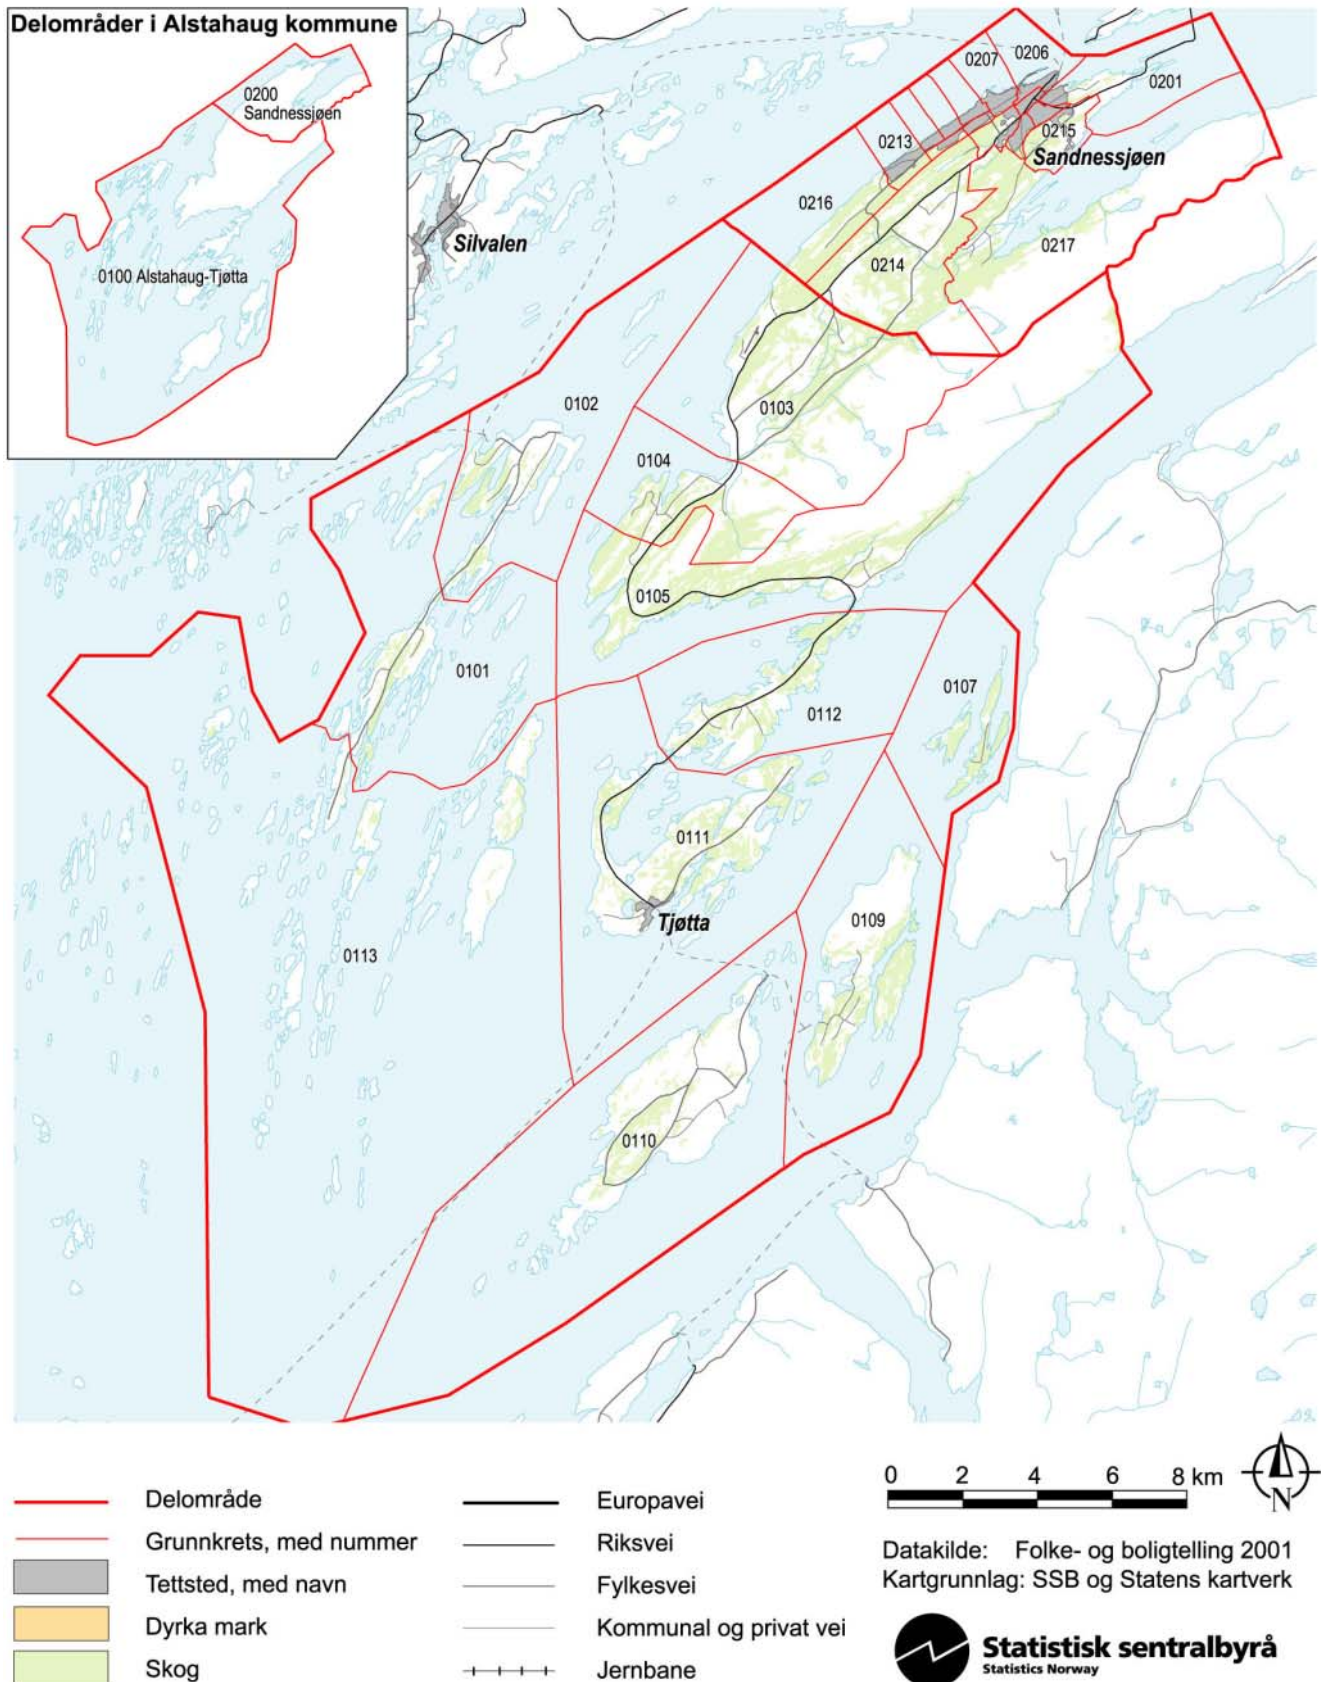 Delområder i Alstahaug kommune
0200
Sandnessjøen
0100 Alstahaug-Tjøtta
0206
0207
0201
0213
0215
Sandnessjøen
0216
Silvalen
0217
0214
0102
0103
0104
0105
0101
0107
0112
0111
0109
Tjøtta
0113
0110
0 2 4 6 8 km
N
Delområde
Grunnkrets, med nummer
Tettsted, med navn
Dyrka mark
Skog
Europavei
Riksvei
Fylkesvei
Kommunal og privat vei
Jernbane
Datakilde: Folke- og boligtelling 2001
Kartgrunnlag: SSB og Statens kartverk
Statistisk sentralbyrå
Statistics Norway